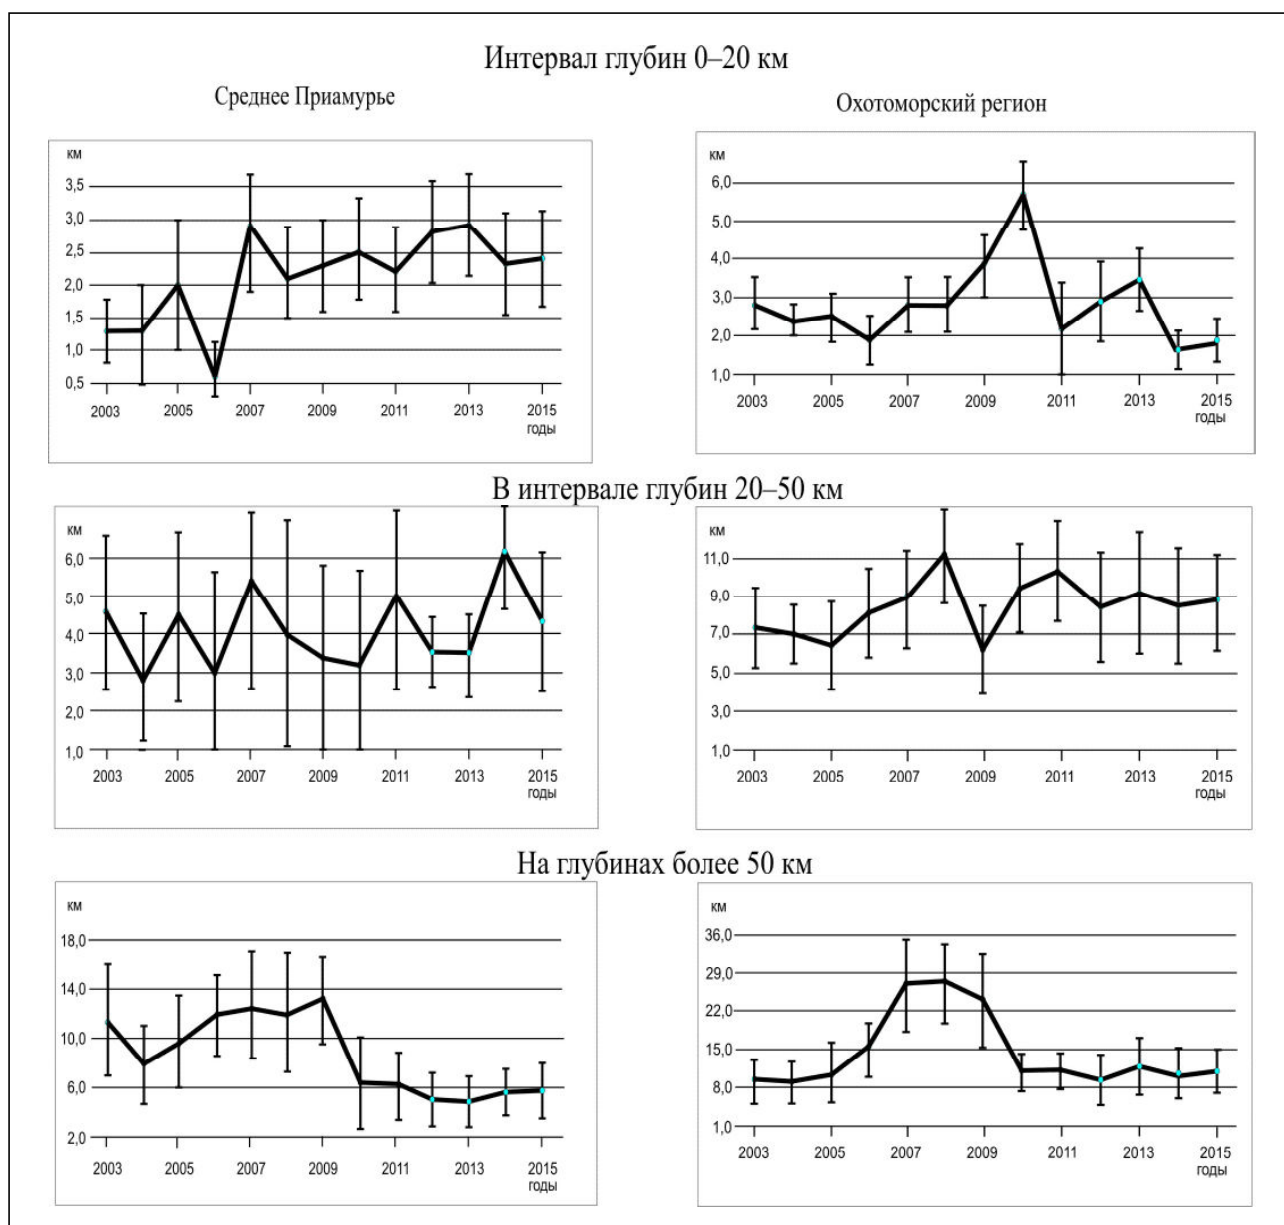 Интервал глубин 0–20 км
Среднее Приамурье
Охотоморский регион
км
3,5
3,0
2,5
2,0
1,5
1,0
0,5
2003 2005 2007 2009 2011 2013 2015
годы
км
6,0
5,0
4,0
3,0
2,0
1,0
2003 2005 2007 2009 2011 2013 2015
годы
В интервале глубин 20–50 км
км
6,0
5,0
4,0
3,0
2,0
1,0
2003 2005 2007 2009 2011 2013 2015
годы
км
11,0
9,0
7,0
5,0
3,0
1,0
2003 2005 2007 2009 2011 2013 2015
годы
На глубинах более 50 км
км
18,0
14,0
10,0
6,0
2,0
2003 2005 2007 2009 2011 2013 2015
годы
км
36,0
29,0
22,0
15,0
8,0
1,0
2003 2005 2007 2009 2011 2013 2015
годы